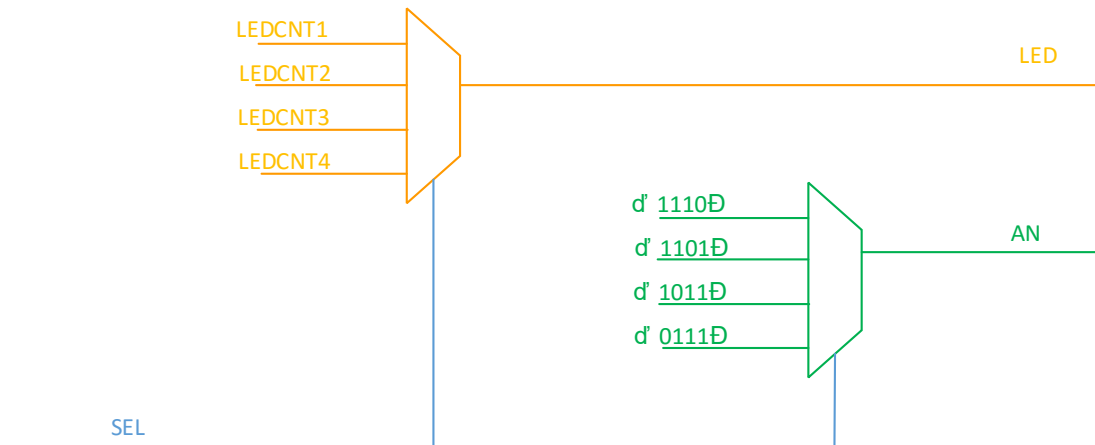 LEDCNT1
LEDCNT2
LEDCNT3
LEDCNT4
LED
ď 1110Đ
ď 1101Đ
ď 1011Đ
ď 0111Đ
AN
SEL